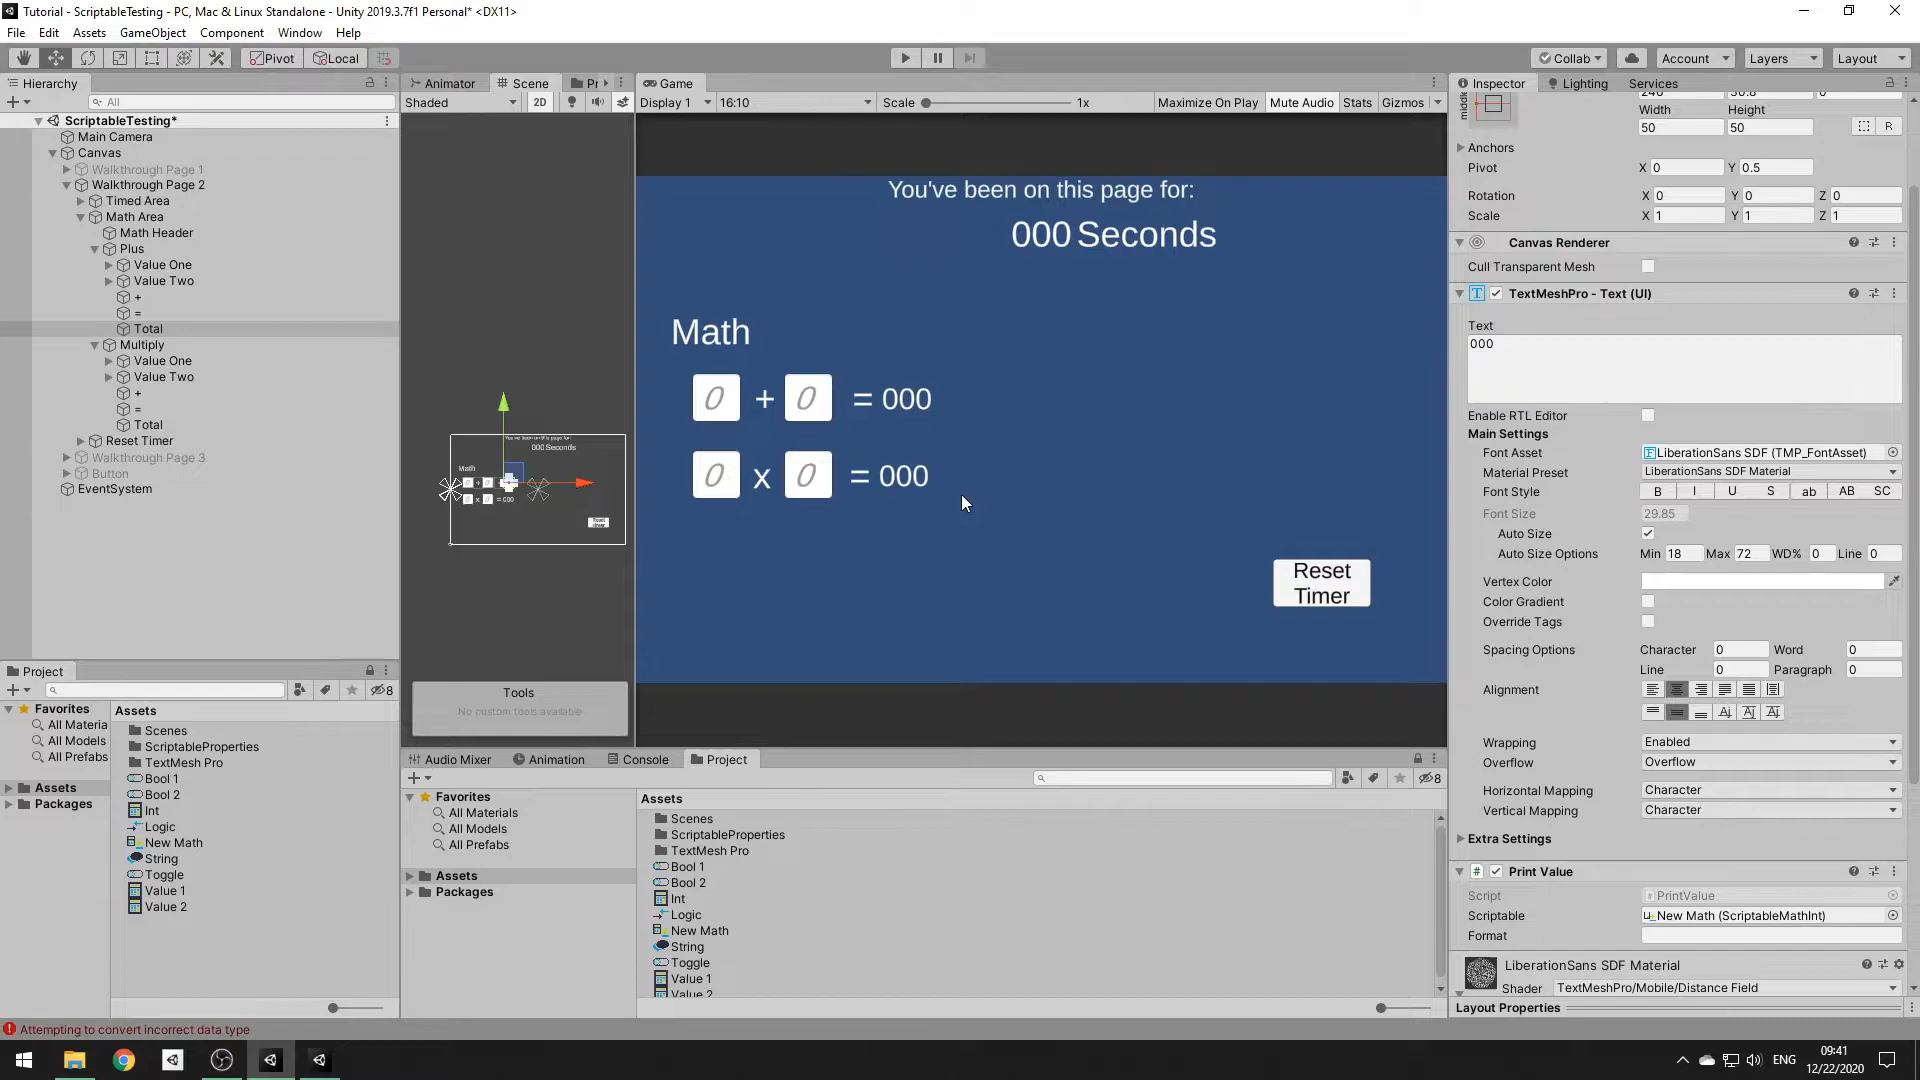 Tutorial - ScriptableTesting - PC, Mac & Linux Standalone - Unity 2019.3.7f1 Personal* <DX11>
File Edit Assets GameObject Component Window Help
Pivot Local Collab Account Layers Layout
Hierarchy
All
ScriptableTesting*
Main Camera
Canvas
Walkthrough Page 1
Walkthrough Page 2
Timed Area
Math Area
Math Header
Plus
Value One
Value Two
+
=
Total
Multiply
Value One
Value Two
+
=
Total
Reset Timer
Walkthrough Page 3
Button
EventSystem
Project
8
Favorites
All Materia
All Models
All Prefabs
Assets
Packages
Assets
Scenes
ScriptableProperties
TextMesh Pro
Bool 1
Bool 2
Int
Logic
New Math
String
Toggle
Value 1
Value 2
Animator Scene Pr
Shaded 2D
Tools
No custom tools available
Game
Display 1 16:10 Scale 1x Maximize On Play Mute Audio Stats Gizmos
You've been on this page for:
000 Seconds
Math
0 + 0 = 000
0 x 0 = 000
Reset
Timer
Audio Mixer Animation Console Project
8
Favorites
All Materials
All Models
All Prefabs
Assets
Packages
Assets
Scenes
ScriptableProperties
TextMesh Pro
Bool 1
Bool 2
Int
Logic
New Math
String
Toggle
Value 1
Value 2
Inspector Lighting Services
middle
Width Height
50 50 R
Anchors
Pivot X 0 Y 0.5
Rotation X 0 Y 0 Z 0
Scale X 1 Y 1 Z 1
Canvas Renderer
Cull Transparent Mesh
TextMeshPro - Text (UI)
Text
000
Enable RTL Editor
Main Settings
Font Asset LiberationSans SDF (TMP_FontAsset)
Material Preset LiberationSans SDF Material
Font Style B I U S ab AB SC
Font Size 29.85
Auto Size
Auto Size Options Min 18 Max 72 WD% 0 Line 0
Vertex Color
Color Gradient
Override Tags
Spacing Options Character 0 Word 0
Line 0 Paragraph 0
Alignment
Wrapping Enabled
Overflow Overflow
Horizontal Mapping Character
Vertical Mapping Character
Extra Settings
Print Value
Script PrintValue
Scriptable New Math (ScriptableMathInt)
Format
LiberationSans SDF Material
Shader TextMeshPro/Mobile/Distance Field
Layout Properties
Attempting to convert incorrect data type
ENG 09:41
12/22/2020